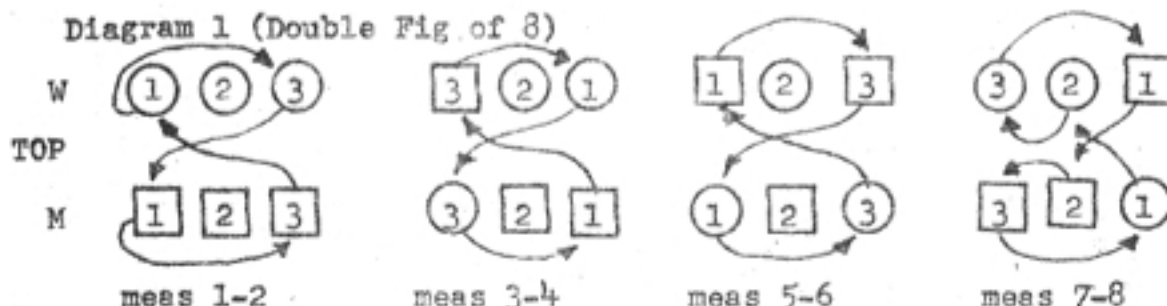 Diagram 1 (Double Fig of 8)
W 1 2 3 3 2 1 1 2 3 3 2 1
TOP
M 1 2 3 3 2 1 1 2 3 3 2 1
meas 1-2 meas 3-4 meas 5-6 meas 7-8